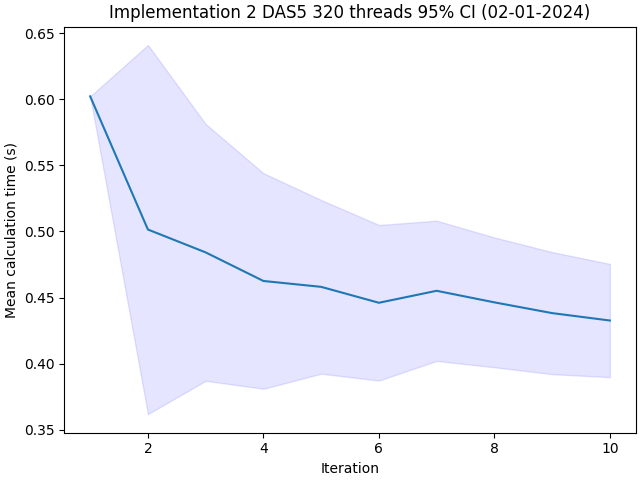 Implementation 2 DAS5 320 threads 95% CI (02-01-2024)
0.65
0.60
0.55
0.50
0.45
0.40
0.35
Mean calculation time (s)
2 4 6 8 10
Iteration